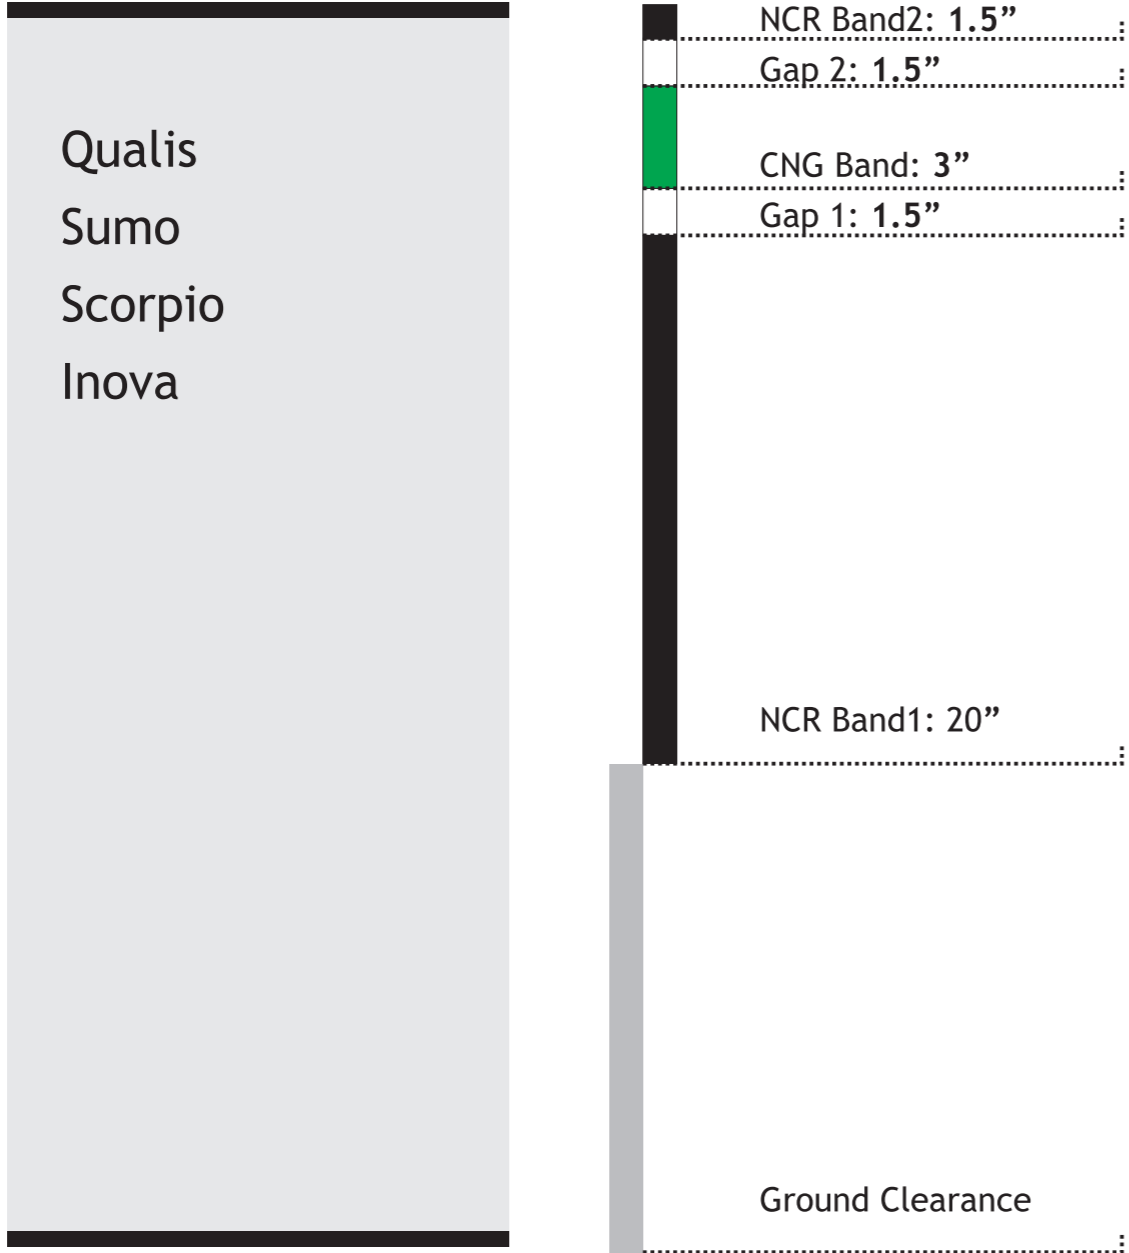 Qualis
Sumo
Scorpio
Inova
NCR Band2: 1.5”
Gap 2: 1.5”
CNG Band: 3”
Gap 1: 1.5”
NCR Band1: 20”
Ground Clearance